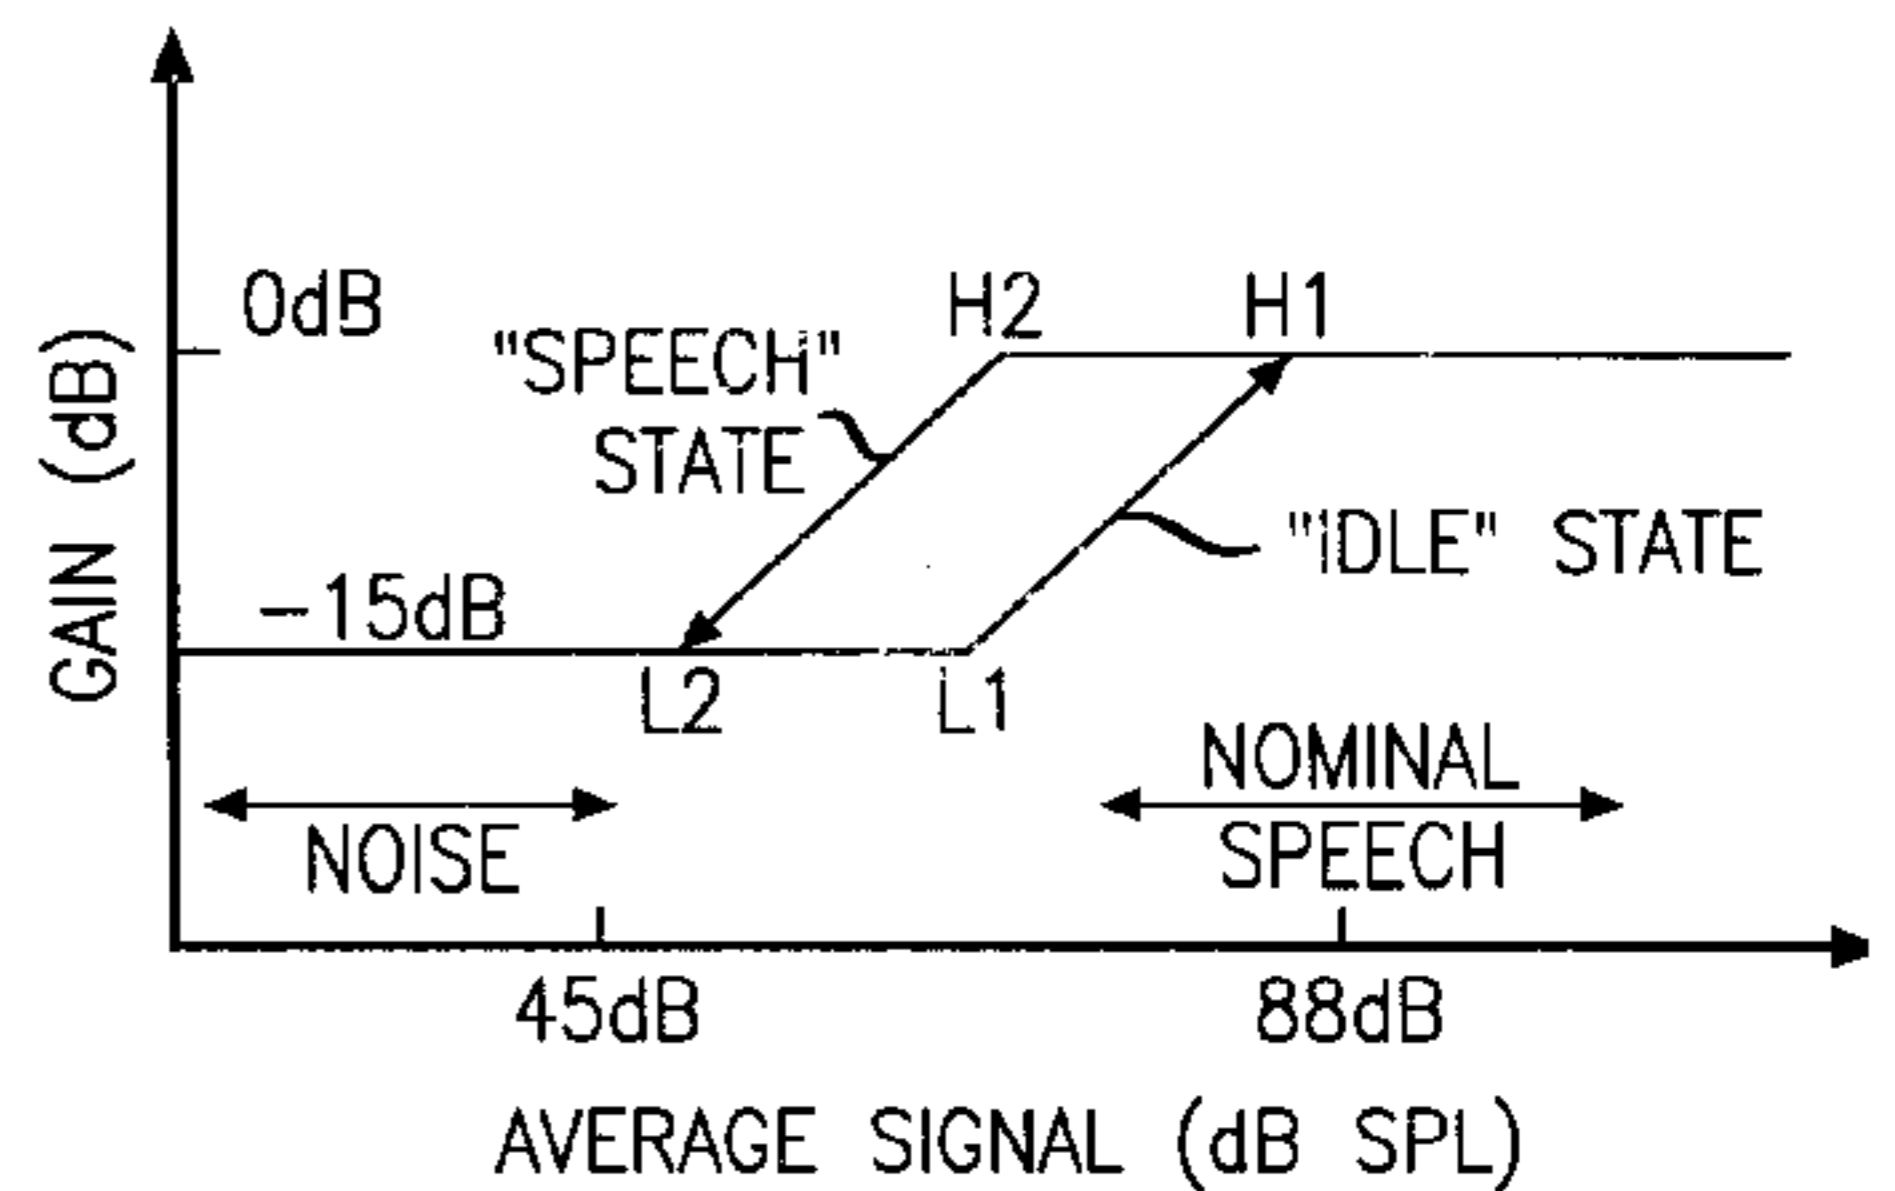 0dB
H2
H1
"SPEECH"
STATE
GAIN (dB)
"IDLE" STATE
-15dB
L2
L1
NOMINAL
SPEECH
NOISE
45dB
88dB
AVERAGE SIGNAL (dB SPL)